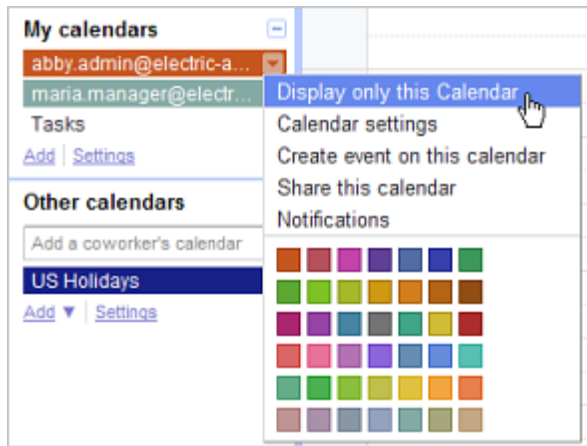 My calendars
abby.admin@electric-a...
maria.manager@electr...
Tasks
Add Settings
Other calendars
Add a coworker's calendar
US Holidays
Add ▼ Settings
Display only this Calendar
Calendar settings
Create event on this calendar
Share this calendar
Notifications